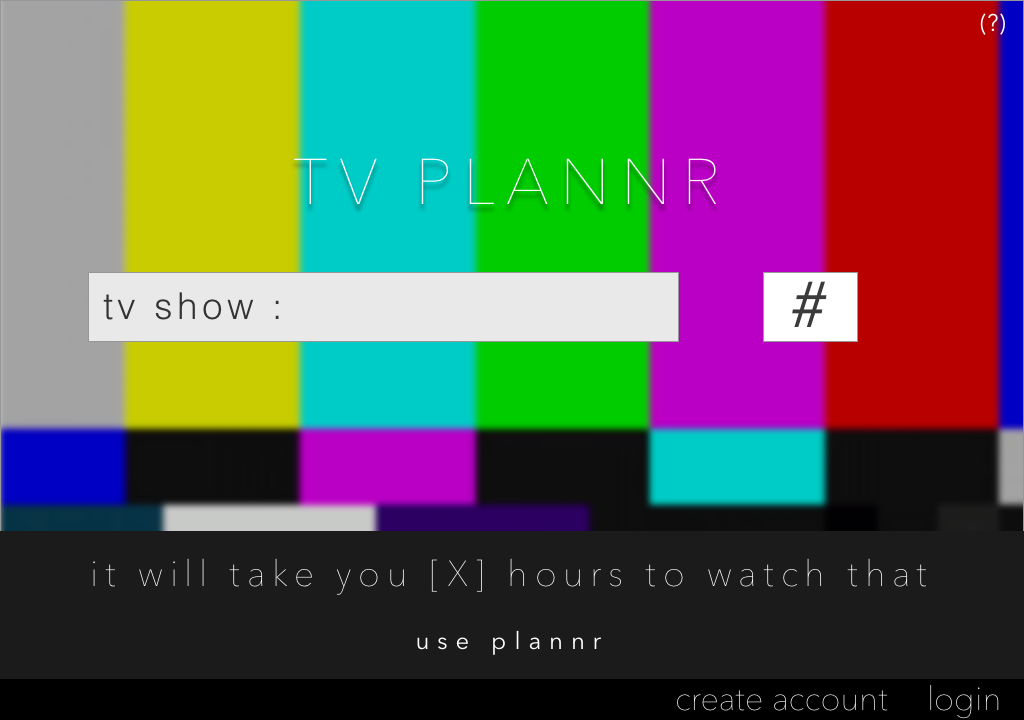 (?)
TV PLANNR
tv show : #
it will take you [X] hours to watch that
use plannr
create account login